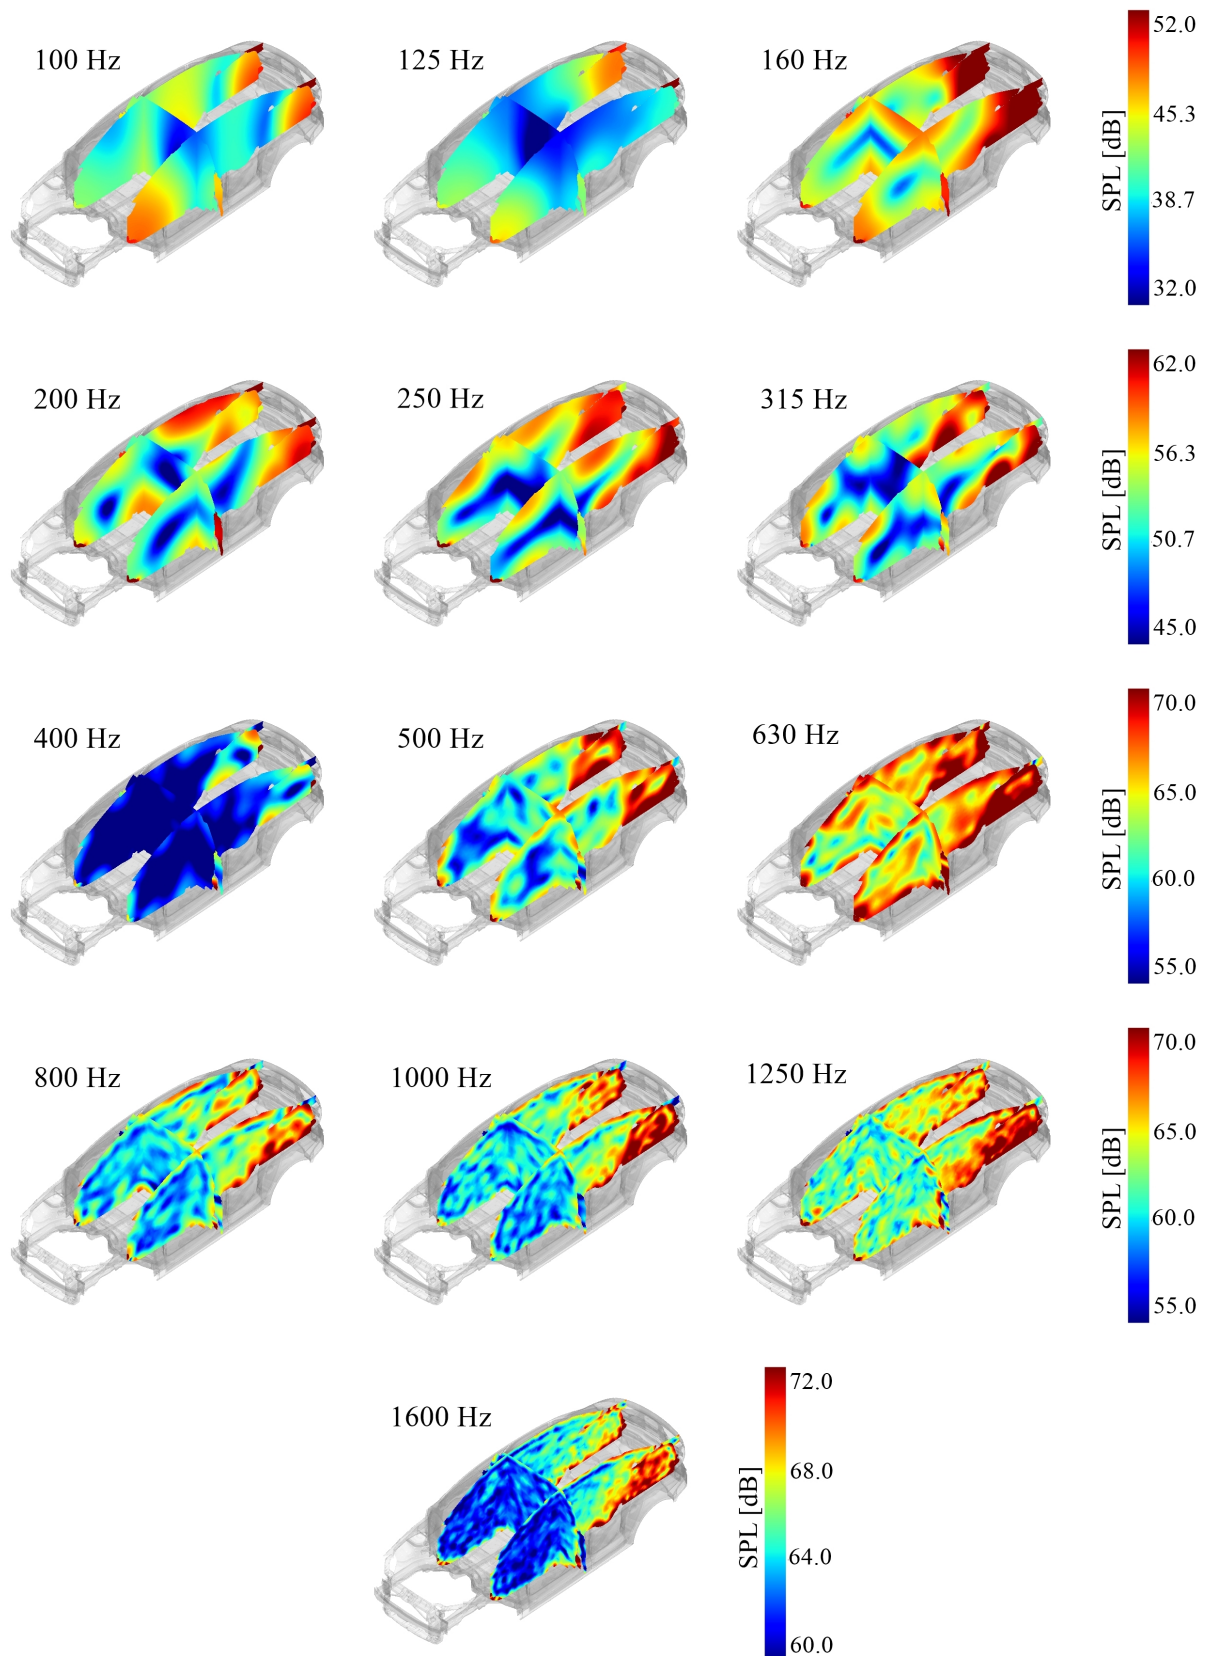 100 Hz
125 Hz
160 Hz
SPL [dB]
52.0
45.3
38.7
32.0
200 Hz
250 Hz
315 Hz
SPL [dB]
62.0
56.3
50.7
45.0
400 Hz
500 Hz
630 Hz
SPL [dB]
70.0
65.0
60.0
55.0
800 Hz
1000 Hz
1250 Hz
SPL [dB]
70.0
65.0
60.0
55.0
1600 Hz
SPL [dB]
72.0
68.0
64.0
60.0